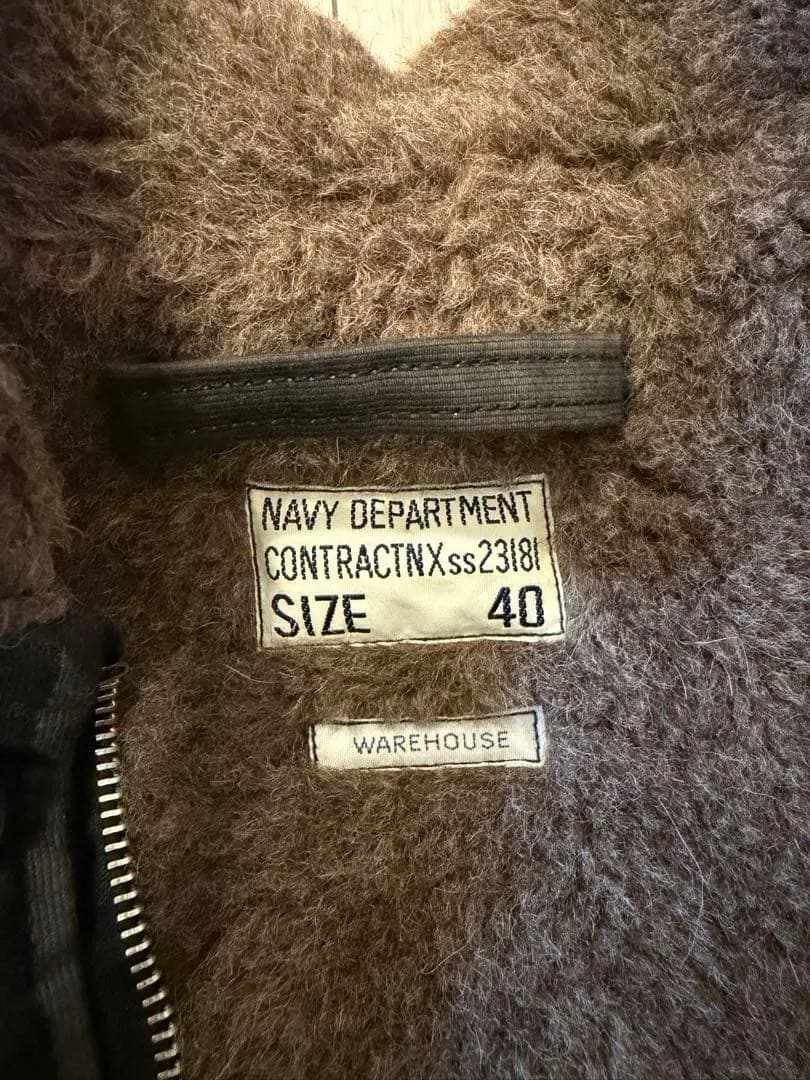 NAVY DEPARTMENT
CONTRACTNXss23181
SIZE 40
WAREHOUSE